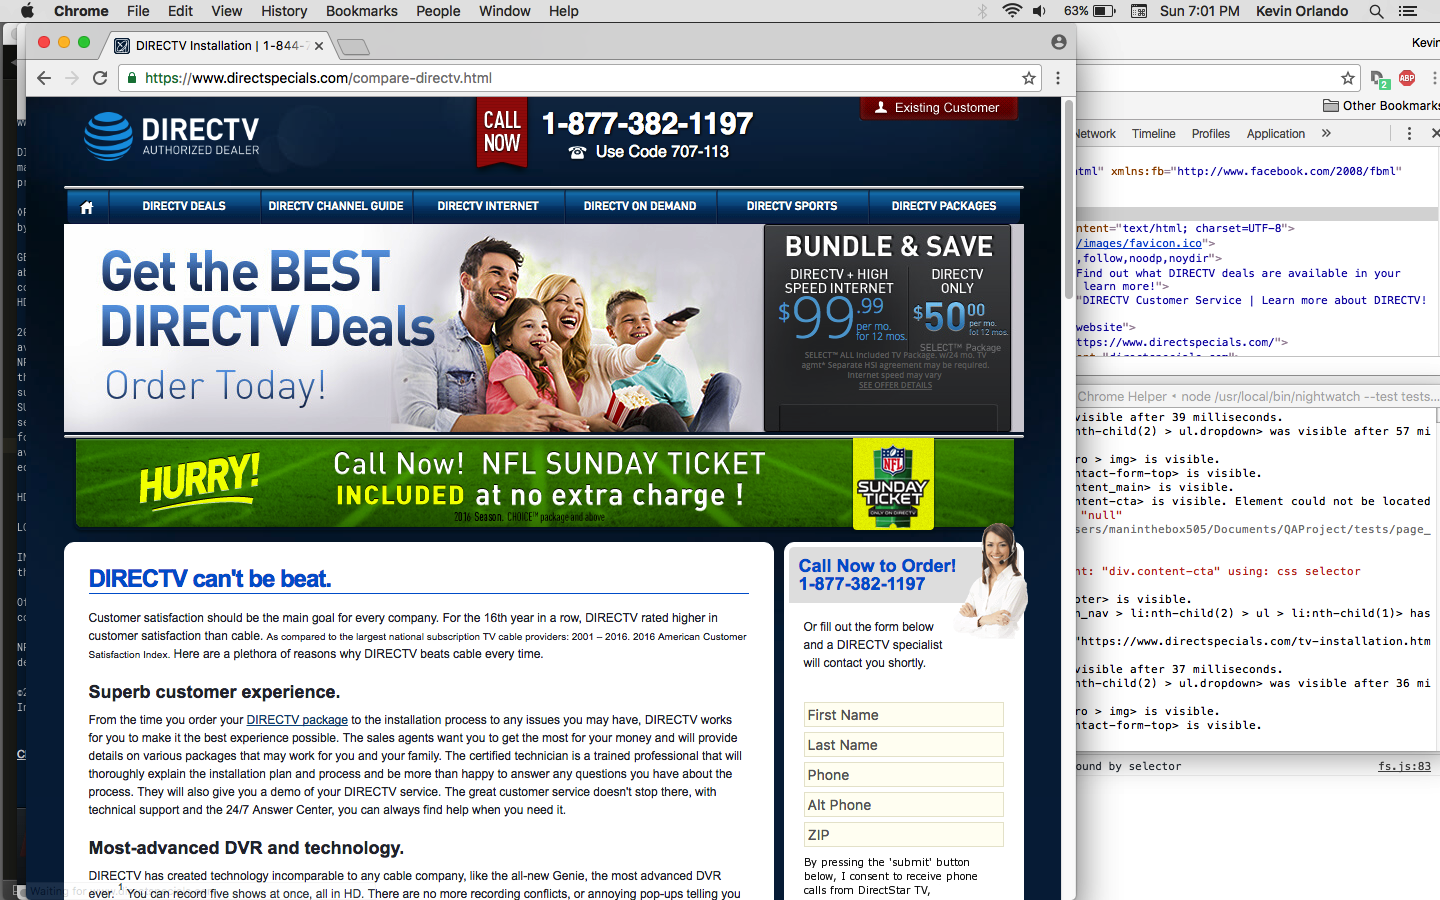 Chrome File Edit View History Bookmarks People Window Help 63% Sun 7:01 PM Kevin Orlando
DIRECTV Installation | 1-844-7
https://www.directspecials.com/compare-directv.html
DIRECTV
AUTHORIZED DEALER
CALL
NOW
1-877-382-1197
Use Code 707-113
Existing Customer
DIRECTV DEALS DIRECTV CHANNEL GUIDE DIRECTV INTERNET DIRECTV ON DEMAND DIRECTV SPORTS DIRECTV PACKAGES
Get the BEST
DIRECTV Deals
Order Today!
BUNDLE & SAVE
DIRECTV + HIGH
SPEED INTERNET
$99.99
per mo.
for 12 mos.
DIRECTV
ONLY
$5000
per mo.
fot 12 mos.
SELECT™ Package
SELECT™ ALL Included TV Package. w/24 mo. TV
agmt* Separate HSI agreement may be required.
Internet speed may vary
SEE OFFER DETAILS
HURRY!
Call Now! NFL SUNDAY TICKET
INCLUDED at no extra charge !
2016 Season. CHOICE™ package and above
NFL
SUNDAY
TICKET
ONLY ON DIRECTV
DIRECTV can't be beat.
Customer satisfaction should be the main goal for every company. For the 16th year in a row, DIRECTV rated higher in
customer satisfaction than cable. As compared to the largest national subscription TV cable providers: 2001 – 2016. 2016 American Customer
Satisfaction Index. Here are a plethora of reasons why DIRECTV beats cable every time.
Superb customer experience.
From the time you order your DIRECTV package to the installation process to any issues you may have, DIRECTV works
for you to make it the best experience possible. The sales agents want you to get the most for your money and will provide
details on various packages that may work for you and your family. The certified technician is a trained professional that will
thoroughly explain the installation plan and process and be more than happy to answer any questions you have about the
process. They will also give you a demo of your DIRECTV service. The great customer service doesn't stop there, with
technical support and the 24/7 Answer Center, you can always find help when you need it.
Most-advanced DVR and technology.
DIRECTV has created technology incomparable to any cable company, like the all-new Genie, the most advanced DVR
ever.1 You can record five shows at once, all in HD. There are no more recording conflicts, or annoying pop-ups telling you
Waiting for
Call Now to Order!
1-877-382-1197
Or fill out the form below
and a DIRECTV specialist
will contact you shortly.
First Name
Last Name
Phone
Alt Phone
ZIP
By pressing the 'submit' button
below, I consent to receive phone
calls from DirectStar TV,
Kevin
2
ABP
Other Bookmarks
Network Timeline Profiles Application »
html" xmlns:fb="http://www.facebook.com/2008/fbml"
ntent="text/html; charset=UTF-8">
/images/favicon.ico">
,follow,noodp,noydir">
Find out what DIRECTV deals are available in your
learn more!">
"DIRECTV Customer Service | Learn more about DIRECTV!
website">
ttps://www.directspecials.com/">
Chrome Helper • node /usr/local/bin/nightwatch --test tests...
visible after 39 milliseconds.
nth-child(2) > ul.dropdown> was visible after 57 mi
ro > img> is visible.
ntact-form-top> is visible.
ntent_main> is visible.
ntent-cta> is visible. Element could not be located
"null"
sers/maninthebox505/Documents/QAProject/tests/page_
nt: "div.content-cta" using: css selector
oter> is visible.
n_nav > li:nth-child(2) > ul > li:nth-child(1)> has
"https://www.directspecials.com/tv-installation.htm
visible after 37 milliseconds.
nth-child(2) > ul.dropdown> was visible after 36 mi
ro > img> is visible.
ntact-form-top> is visible.
ound by selector fs.js:83